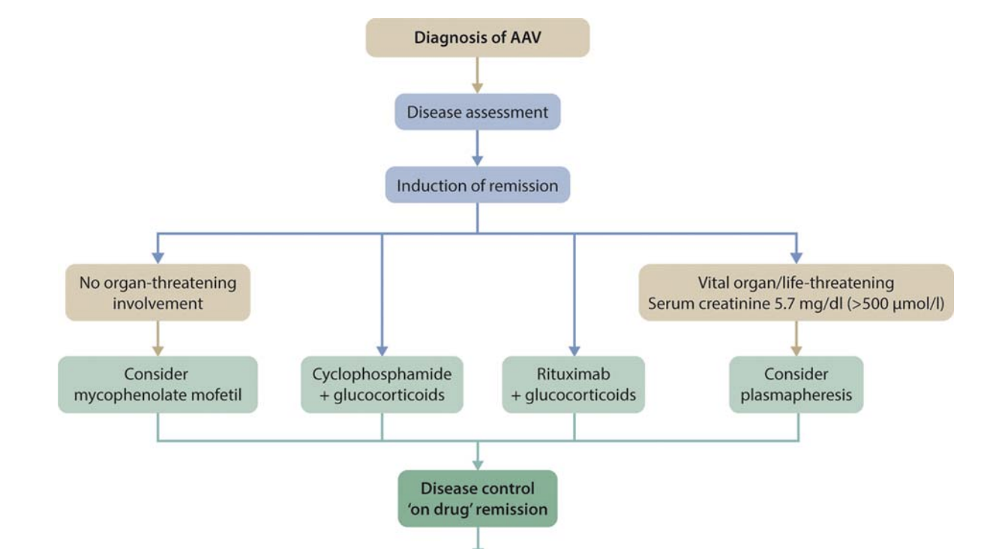 Diagnosis of AAV
Disease assessment
Induction of remission
No organ-threatening
involvement
Vital organ/life-threatening
Serum creatinine 5.7 mg/dl (>500 μmol/l)
Consider
mycophenolate mofetil
Cyclophosphamide
+ glucocorticoids
Rituximab
+ glucocorticoids
Consider
plasmapheresis
Disease control
‘on drug’ remission